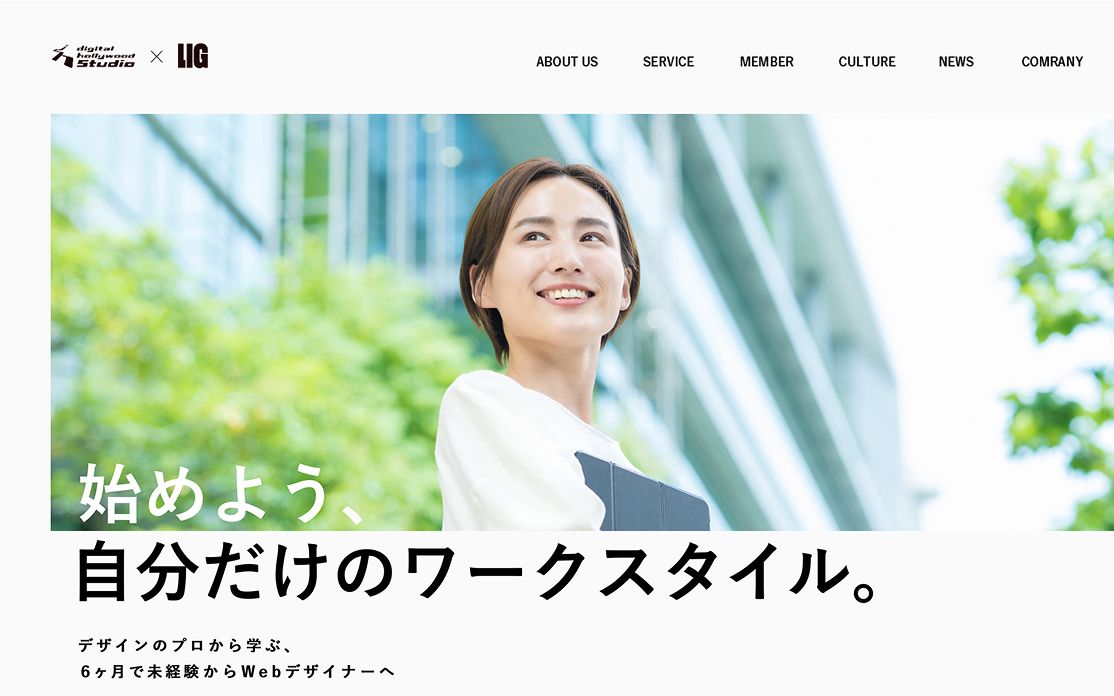 digital
hollywood
Studio
× LIG
ABOUT US SERVICE MEMBER CULTURE NEWS COMPANY
始めよう、
自分だけのワークスタイル。
デザインのプロから学ぶ、
6ヶ月で未経験からWebデザイナーへ